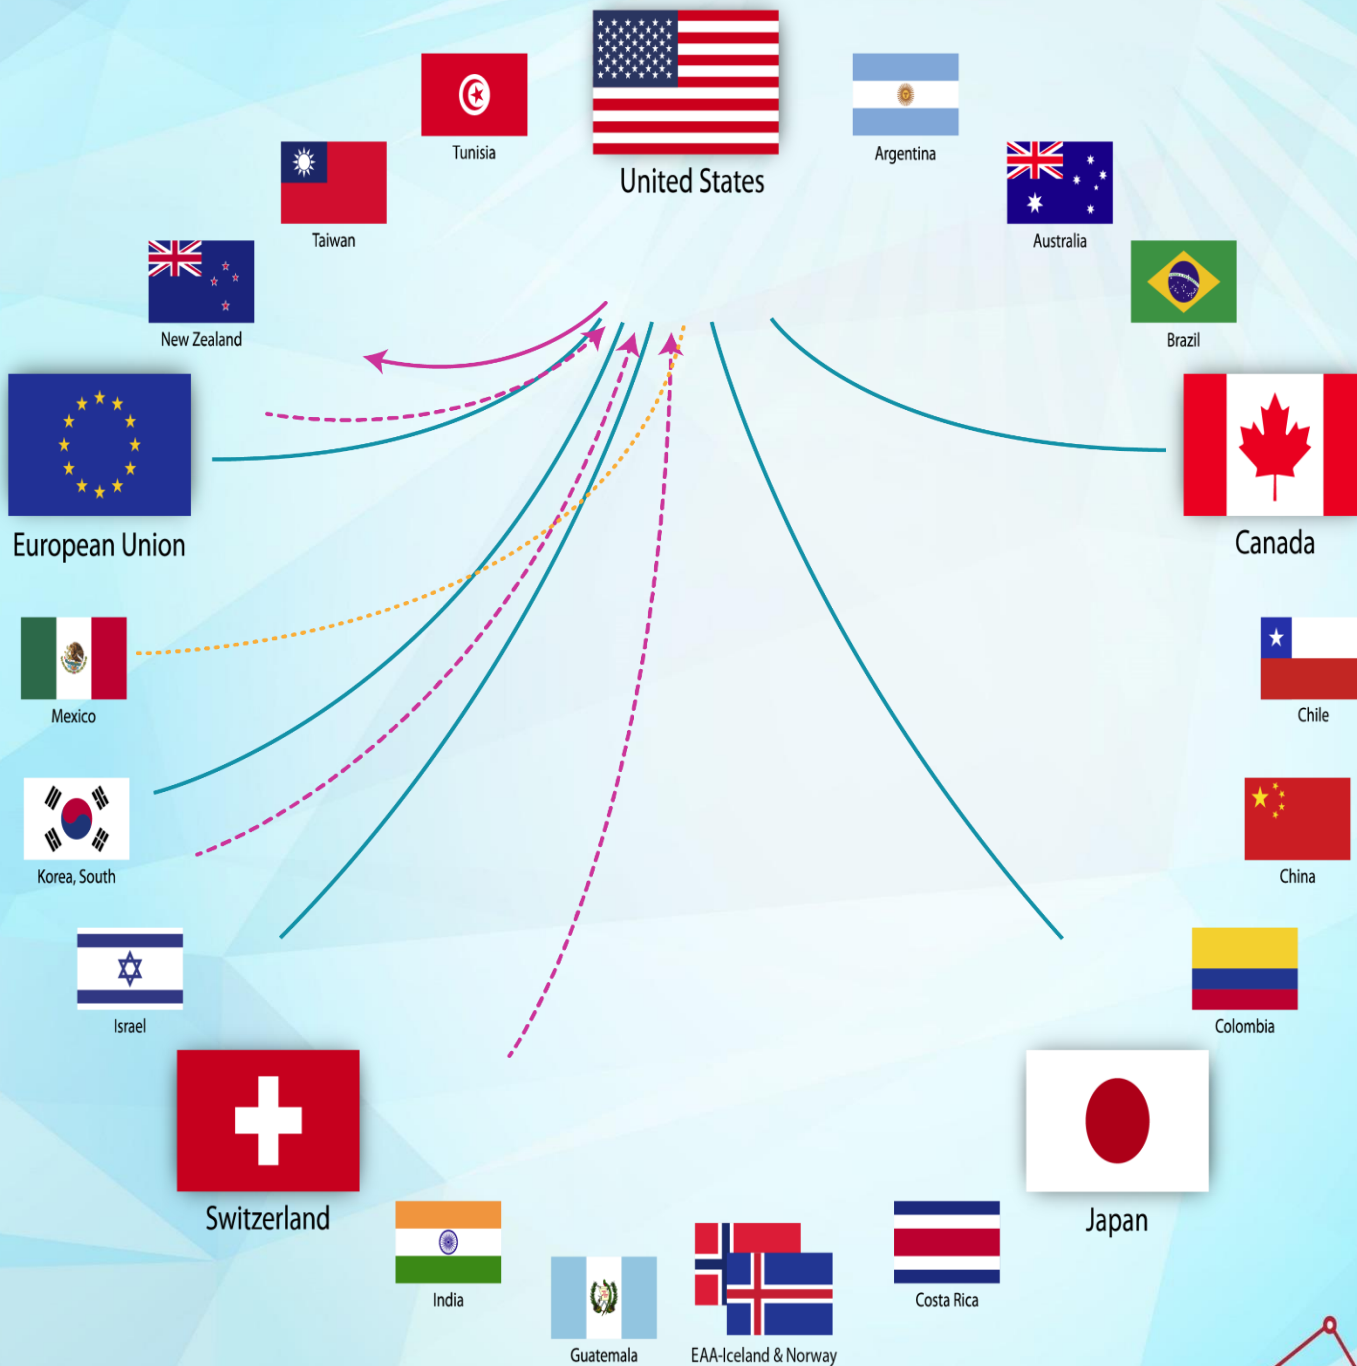 United States
Tunisia
Argentina
Taiwan
Australia
New Zealand
Brazil
European Union
Canada
Mexico
Chile
Korea, South
China
Israel
Colombia
Switzerland
Japan
India
Costa Rica
Guatemala
EAA-Iceland & Norway